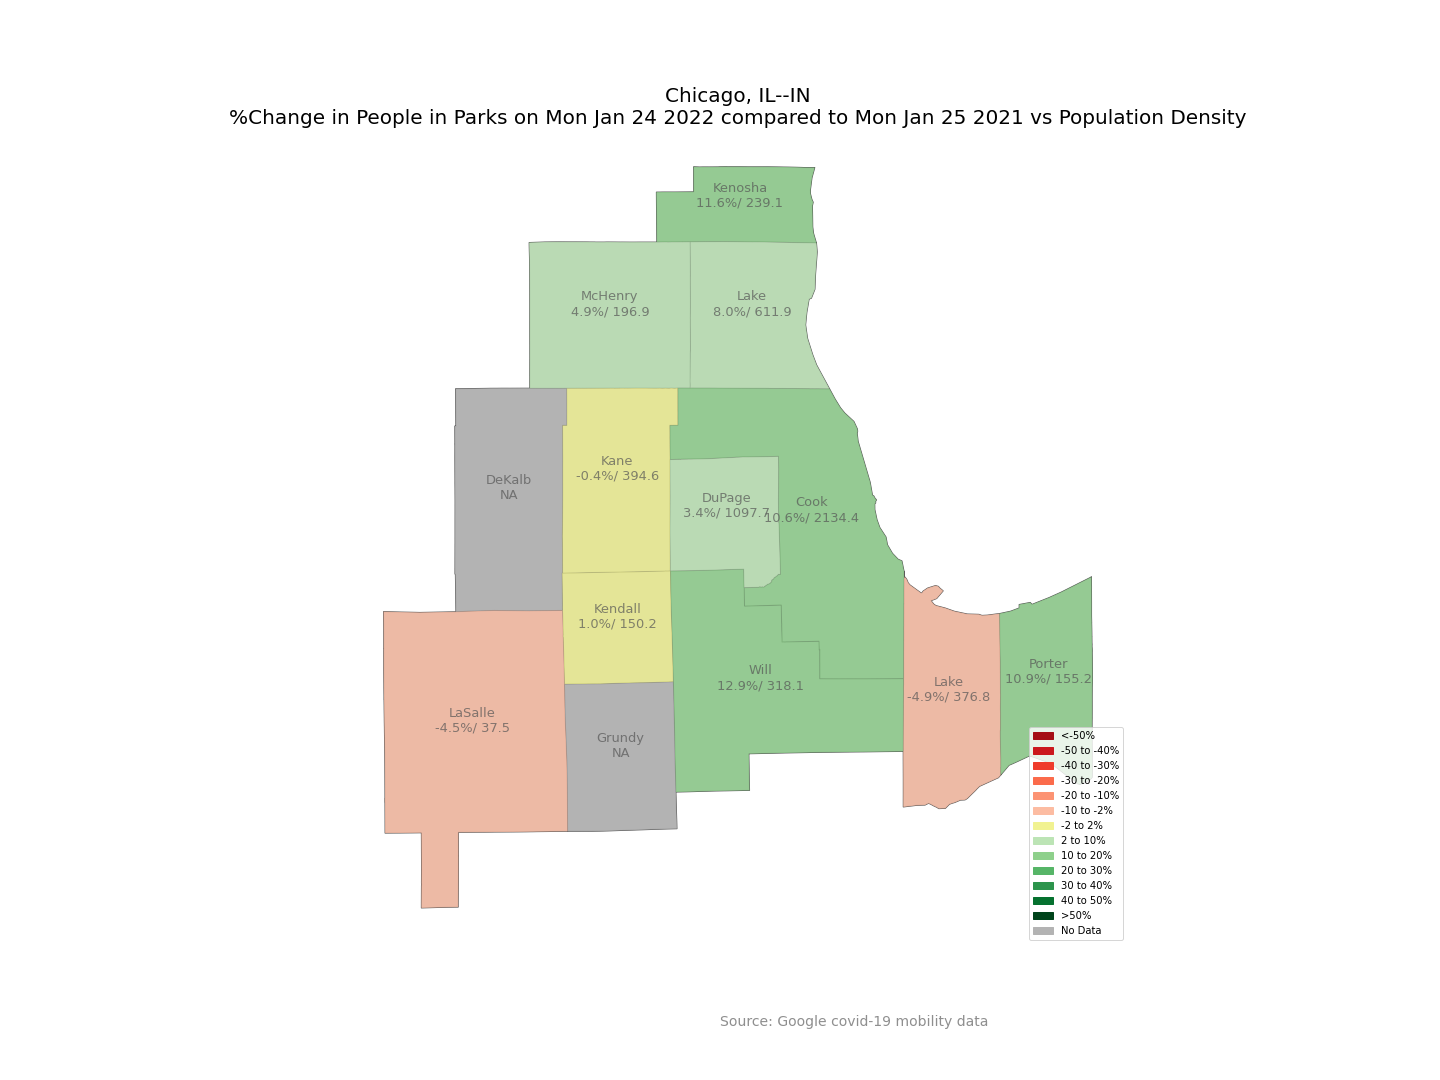 Chicago, IL--IN
%Change in People in Parks on Mon Jan 24 2022 compared to Mon Jan 25 2021 vs Population Density
Kenosha
11.6%/ 239.1
McHenry
4.9%/ 196.9
Lake
8.0%/ 611.9
Kane
-0.4%/ 394.6
DeKalb
NA
DuPage
3.4%/ 1097.7
Cook
10.6%/ 2134.4
Kendall
1.0%/ 150.2
Will
12.9%/ 318.1
Lake
-4.9%/ 376.8
Porter
10.9%/ 155.2
LaSalle
-4.5%/ 37.5
Grundy
NA
<-50%
-50 to -40%
-40 to -30%
-30 to -20%
-20 to -10%
-10 to -2%
-2 to 2%
2 to 10%
10 to 20%
20 to 30%
30 to 40%
40 to 50%
>50%
No Data
Source: Google covid-19 mobility data